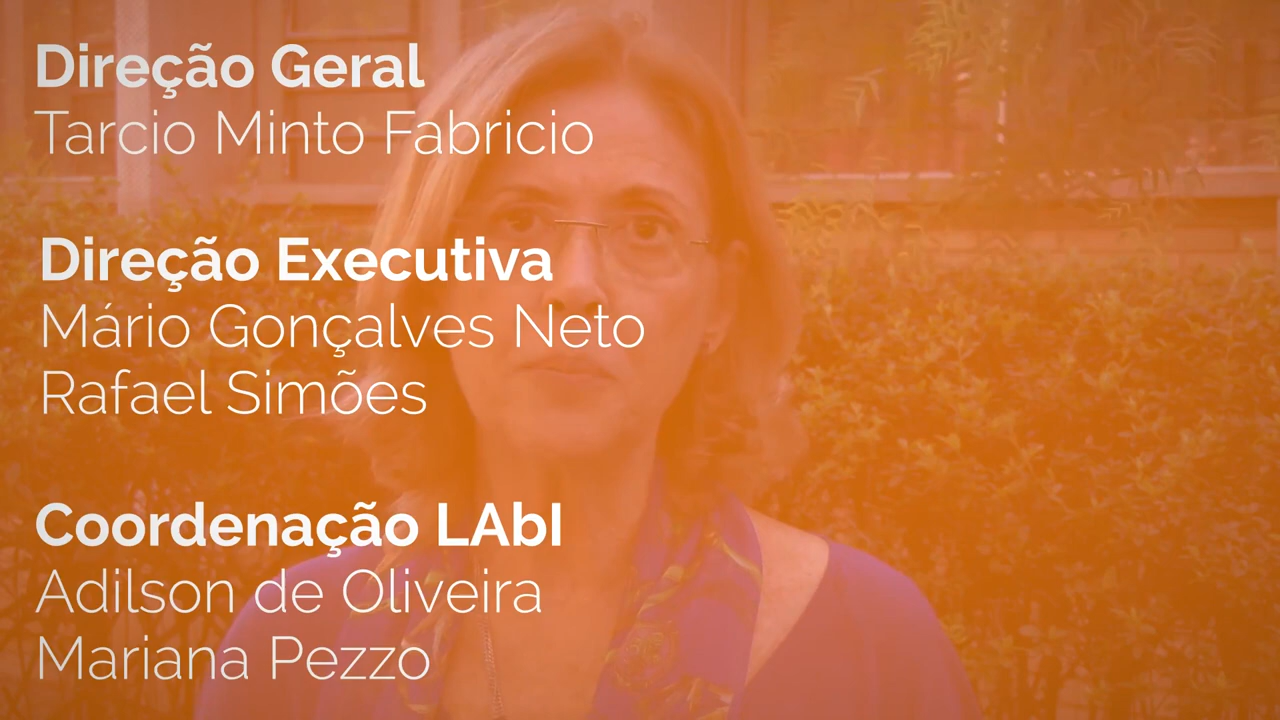 Direção Geral
Tarcio Minto Fabricio
Direção Executiva
Mário Gonçalves Neto
Rafael Simões
Coordenação LAbI
Adilson de Oliveira
Mariana Pezzo